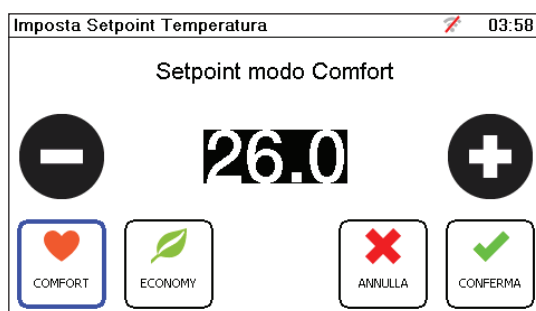 Imposta Setpoint Temperatura 03:58
Setpoint modo Comfort
26.0
COMFORT ECONOMY ANNULLA CONFERMA